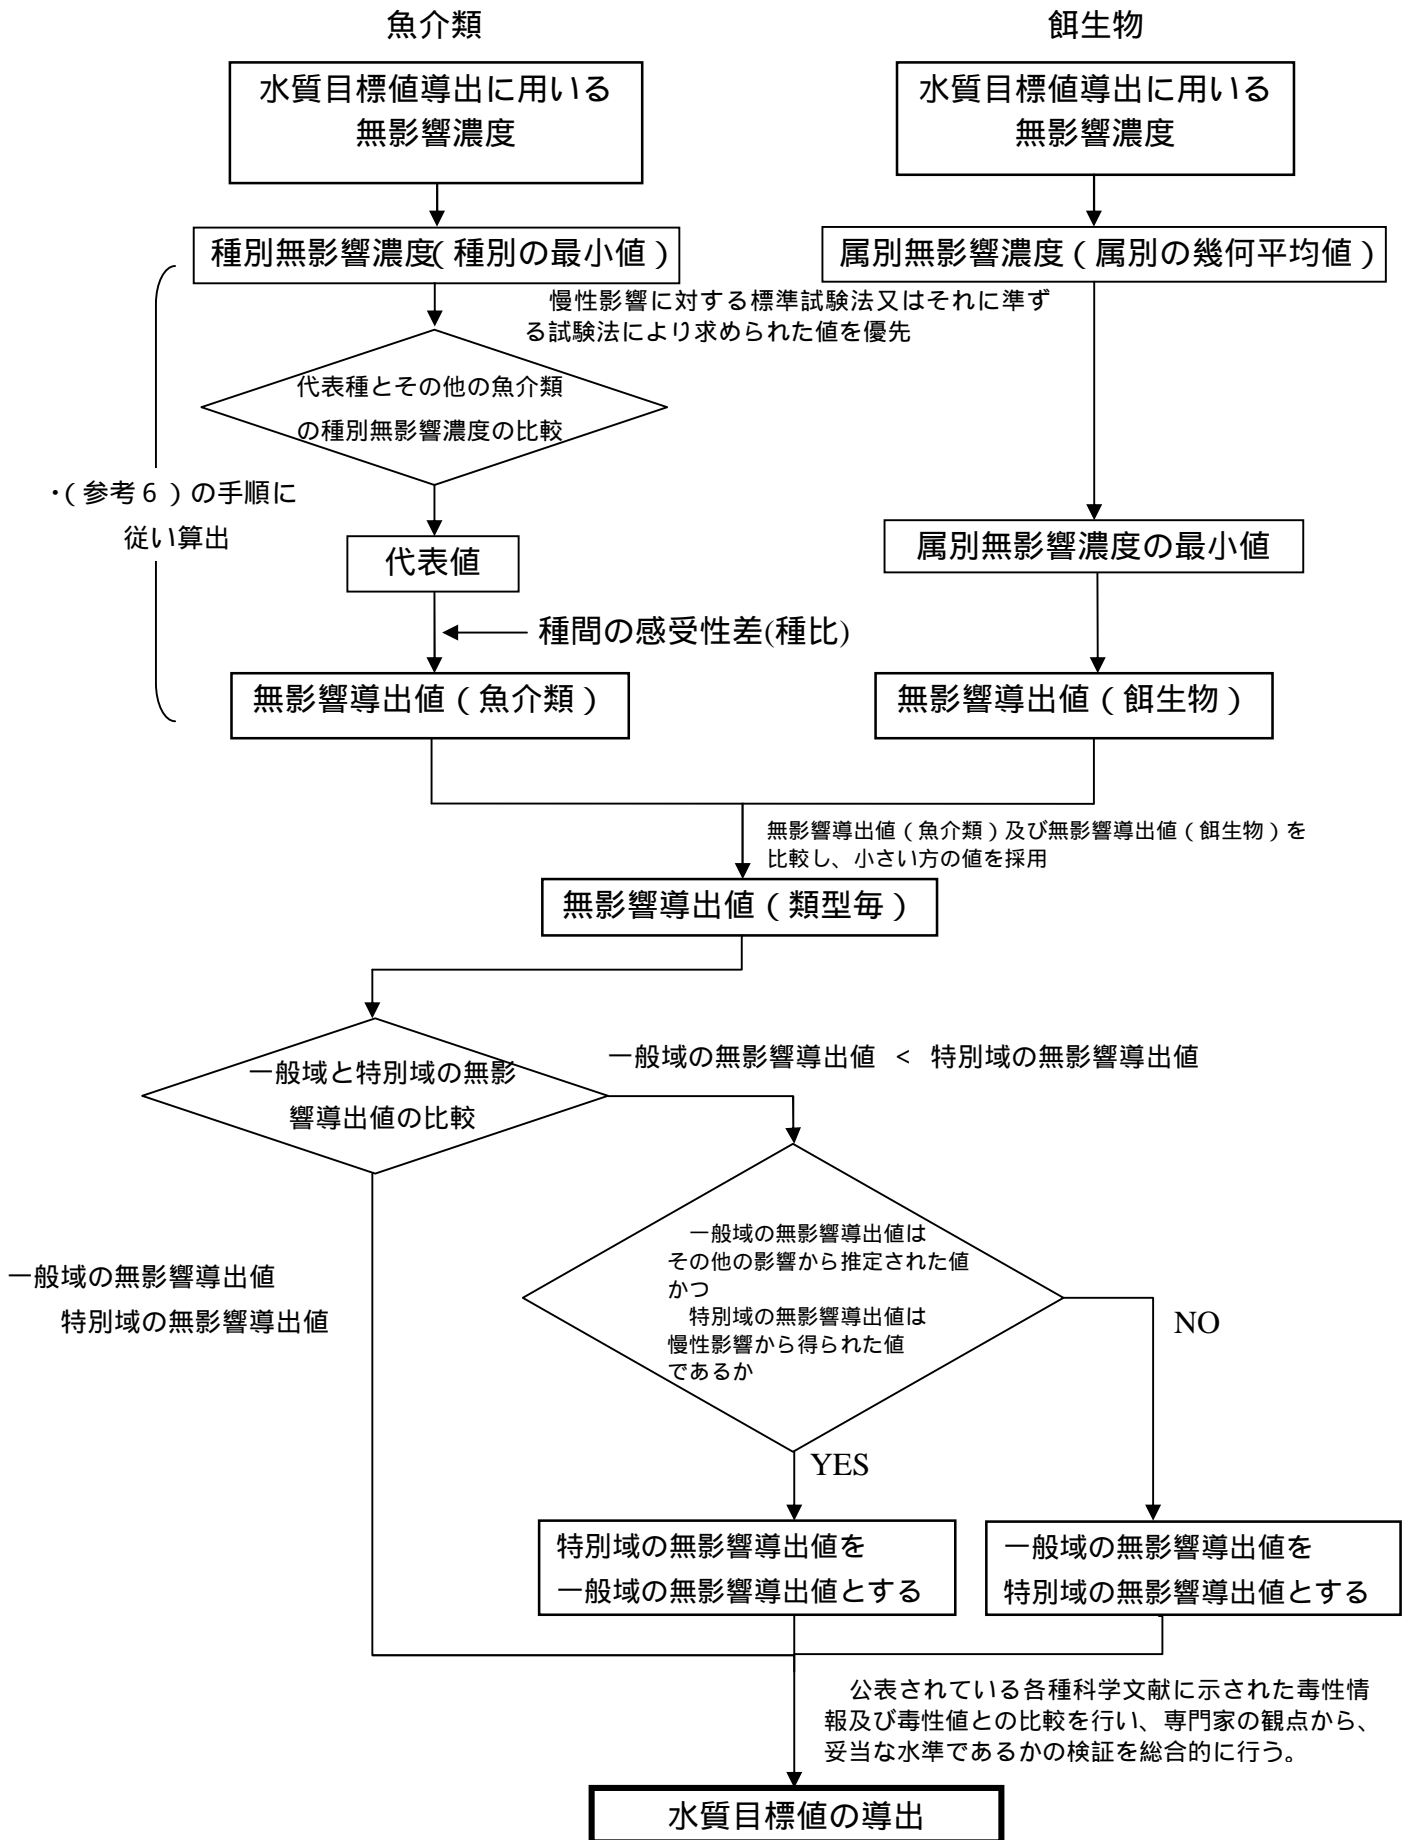 魚介類
餌生物
水質目標値導出に用いる
無影響濃度
水質目標値導出に用いる
無影響濃度
種別無影響濃度(種別の最小値)
属別無影響濃度(属別の幾何平均値)
慢性影響に対する標準試験法又はそれに準ず
る試験法により求められた値を優先
代表種とその他の魚介類
の種別無影響濃度の比較
・(参考6)の手順に
従い算出
代表値
属別無影響濃度の最小値
種間の感受性差(種比)
無影響導出値(魚介類)
無影響導出値(餌生物)
無影響導出値(魚介類)及び無影響導出値(餌生物)を
比較し、小さい方の値を採用
無影響導出値(類型毎)
一般域と特別域の無影
響導出値の比較
一般域の無影響導出値 < 特別域の無影響導出値
一般域の無影響導出値は
その他の影響から推定された値
かつ
特別域の無影響導出値は
慢性影響から得られた値
であるか
一般域の無影響導出値
特別域の無影響導出値
NO
YES
特別域の無影響導出値を
一般域の無影響導出値とする
一般域の無影響導出値を
特別域の無影響導出値とする
公表されている各種科学文献に示された毒性情
報及び毒性値との比較を行い、専門家の観点から、
妥当な水準であるかの検証を総合的に行う。
水質目標値の導出